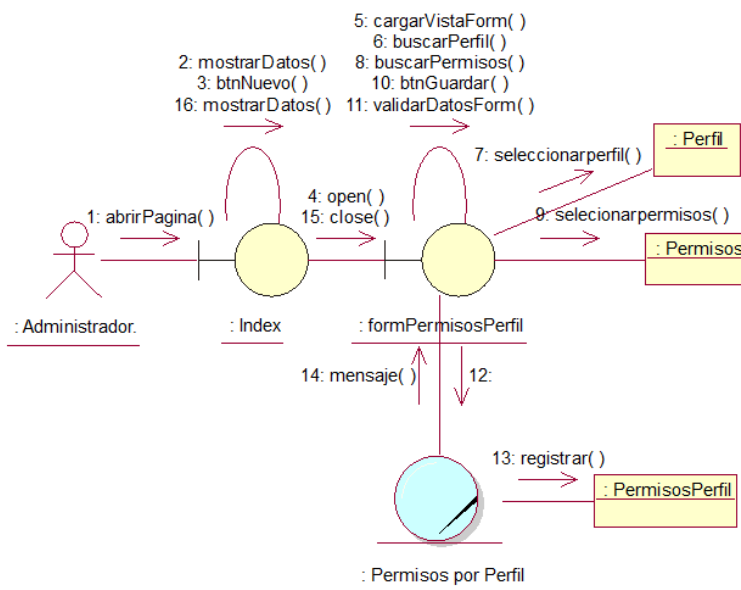 5: cargarVistaForm( )
6: buscarPerfil( )
2: mostrarDatos( )
8: buscarPermisos( )
3: btnNuevo( )
10: btnGuardar( )
16: mostrarDatos( )
11: validarDatosForm( )
: Perfil
7: seleccionarperfil( )
4: open( )
1: abrirPagina( )
15: close( )
9: selecionarpermisos( )
: Permisos
: Administrador.
: Index
: formPermisosPerfil
14: mensaje( )
12:
13: registrar( )
: PermisosPerfil
: Permisos por Perfil